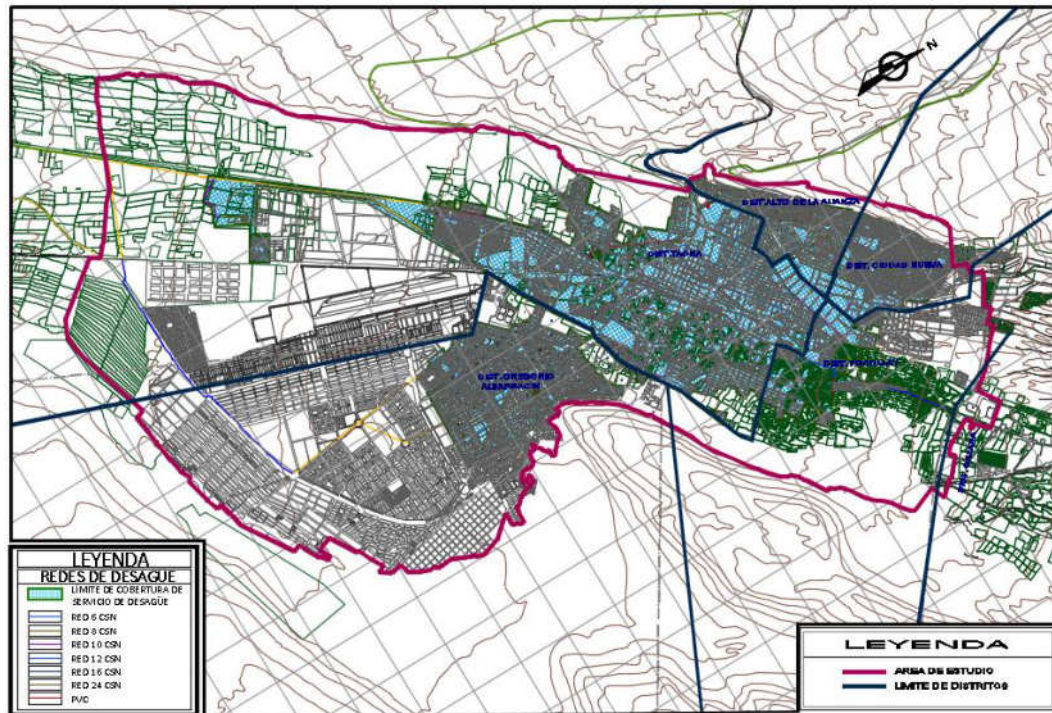 N
DIST. ALTO DE LA ALIANZA
DIST. TACNA
DIST. CIUDAD NUEVA
DIST. GREGORIO
ALBARRACIN
DIST.
LEYENDA
REDES DE DESAGUE
LIMITE DE COBERTURA DE
SERVICIO DE DESAGÜE
RED 6 CSN
RED 8 CSN
RED 10 CSN
RED 12 CSN
RED 16 CSN
RED 24 CSN
PVC
LEYENDA
AREA DE ESTUDIO
LIMITE DE DISTRITOS